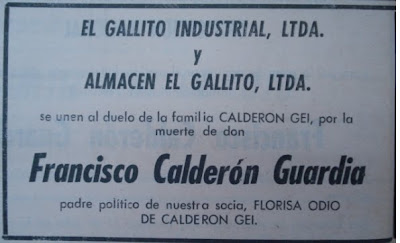 EL GALLITO INDUSTRIAL, LTDA.
y
ALMACEN EL GALLITO, LTDA.
se unen al duelo de la familia CALDERON GEI, por la
muerte de don
Francisco Calderón Guardia
padre político de nuestra socia, FLORISA ODIO
DE CALDERON GEI.